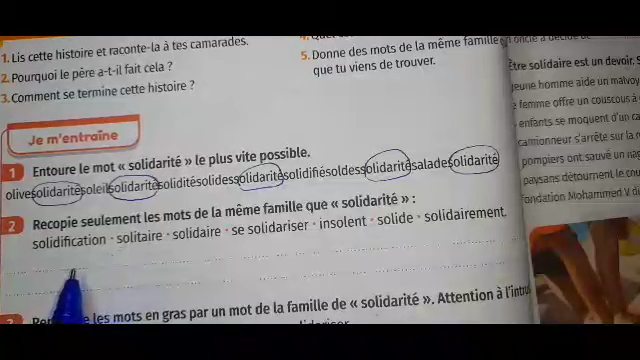 1. Lis cette histoire et raconte-la à tes camarades.
2. Pourquoi le père a-t-il fait cela ?
3. Comment se termine cette histoire ?
5. Donne des mots de la même famille
que tu viens de trouver.
Je m'entraîne
1 Entoure le mot « solidarité » le plus vite possible.
olivesolidaritésoleilsolidaritésoliditésolidesssolidaritésolidifiésoldessolidaritésaladesolidarité
2 Recopie seulement les mots de la même famille que « solidarité » :
solidification · solitaire · solidaire · se solidariser · insolent · solide · solidairement.
les mots en gras par un mot de la famille de « solidarité ». Attention à
Être solidaire est un devoir.
jeune homme aide un
femme offre un couscous à
enfants se moquent d'un
camionneur s'arrête sur la
pompiers ont sauvé un
paysans détournent le
Fondation Mohammed V